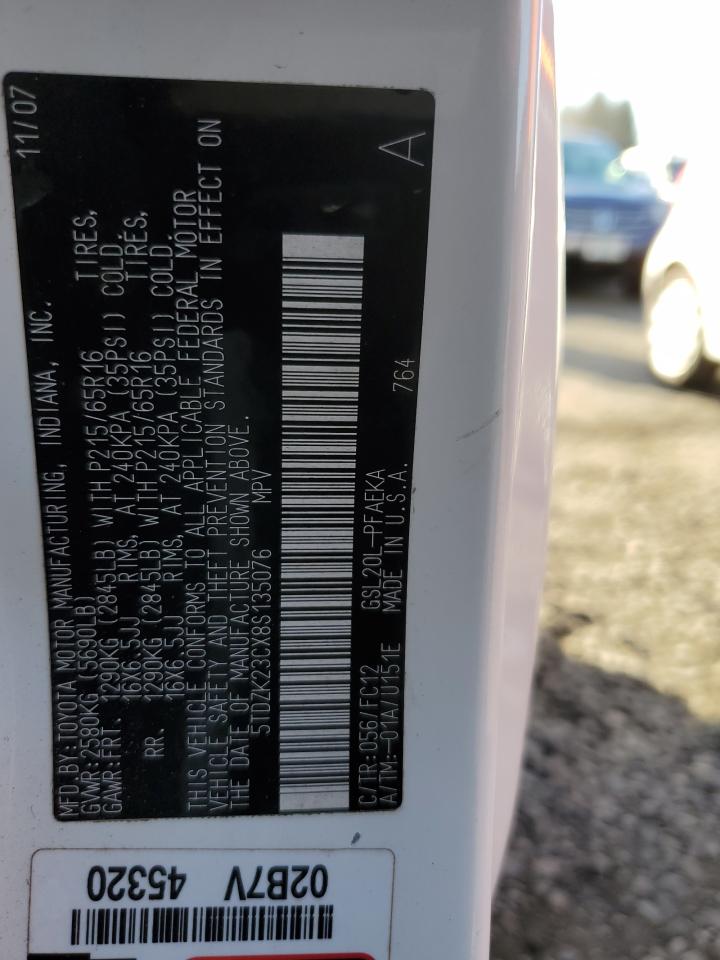 MFD.BY:TOYOTA MOTOR MANUFACTURING, INDIANA, INC. 11/07
GVWR:2580KG (5690LB)
GAWR:FRT. 1290KG (2845LB) WITH P215/65R16 TIRES,
16X6.5JJ RIMS, AT 240KPA (35PSI) COLD,
RR. 1290KG (2845LB) WITH P215/65R16 TIRES,
16X6.5JJ RIMS, AT 240KPA (35PSI) COLD,
THIS VEHICLE CONFORMS TO ALL APPLICABLE FEDERAL MOTOR
VEHICLE SAFETY AND THEFT PREVENTION STANDARDS IN EFFECT ON
THE DATE OF MANUFACTURE SHOWN ABOVE.
5TDZK23CX8S135076 MPV
C/TR:056/FC12 GSL20L-PFAEKA 764 A
A/TM:-01A/U151E MADE IN U.S.A.
02B7V 45320